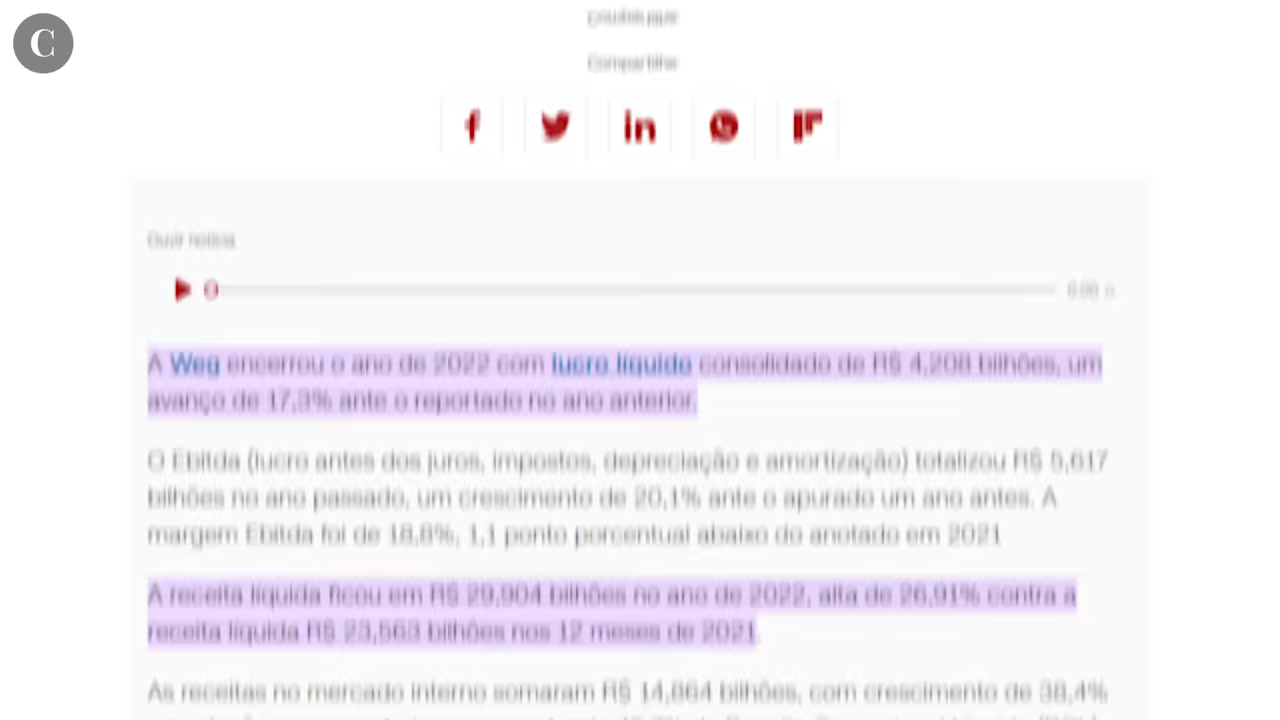 C
Compartilhe
Ouvir notícia
A Weg encerrou o ano de 2022 com lucro líquido consolidado de R$ 4,208 bilhões, um
avanço de 17,3% ante o reportado no ano anterior.
O Ebitda (lucro antes dos juros, impostos, depreciação e amortização) totalizou R$ 5,617
bilhões no ano passado, um crescimento de 20,1% ante o apurado um ano antes. A
margem Ebitda foi de 18,8%, 1,1 ponto porcentual abaixo do anotado em 2021
A receita líquida ficou em R$ 29,904 bilhões no ano de 2022, alta de 26,91% contra a
receita líquida R$ 23,563 bilhões nos 12 meses de 2021.
As receitas no mercado interno somaram R$ 14,864 bilhões, com crescimento de 38,4%